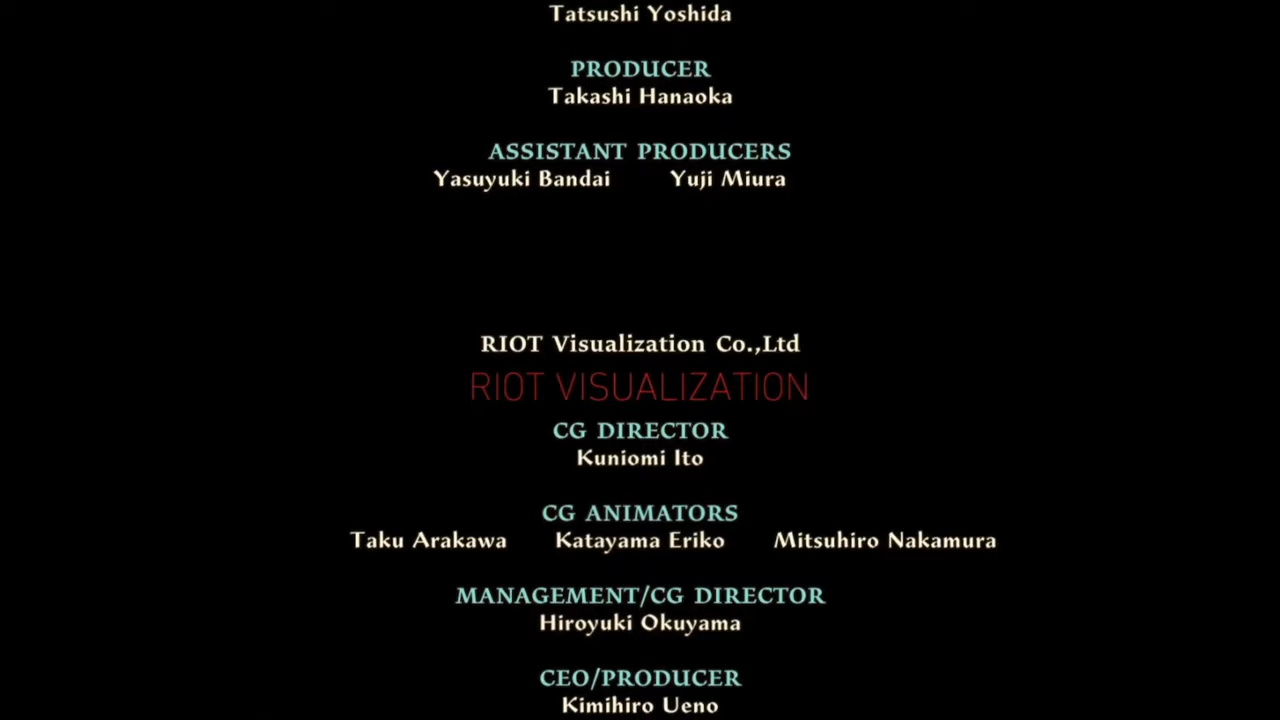 Tatsushi Yoshida
PRODUCER
Takashi Hanaoka
ASSISTANT PRODUCERS
Yasuyuki Bandai Yuji Miura
RIOT Visualization Co.,Ltd
RIOT VISUALIZATION
CG DIRECTOR
Kuniomi Ito
CG ANIMATORS
Taku Arakawa Katayama Eriko Mitsuhiro Nakamura
MANAGEMENT/CG DIRECTOR
Hiroyuki Okuyama
CEO/PRODUCER
Kimihiro Ueno